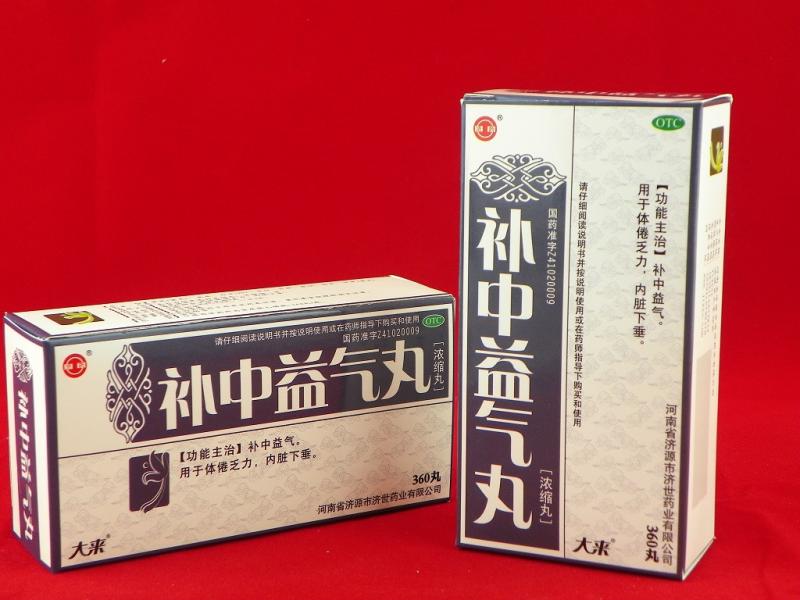 请仔细阅读说明书并按说明使用或在药师指导下购买和使用
国药准字Z41020009
OTC
补中益气丸
[浓缩丸]
【功能主治】补中益气。
用于体倦乏力，内脏下垂。
360丸
河南省济源市济世药业有限公司
大来
补中益气丸
OTC
【功能主治】补中益气。
用于体倦乏力，内脏下垂。
请仔细阅读说明书并按说明使用或在药师指导下购买和使用
国药准字Z41020009
补中益气丸
[浓缩丸]
河南省济源市济世药业有限公司
360丸
大来